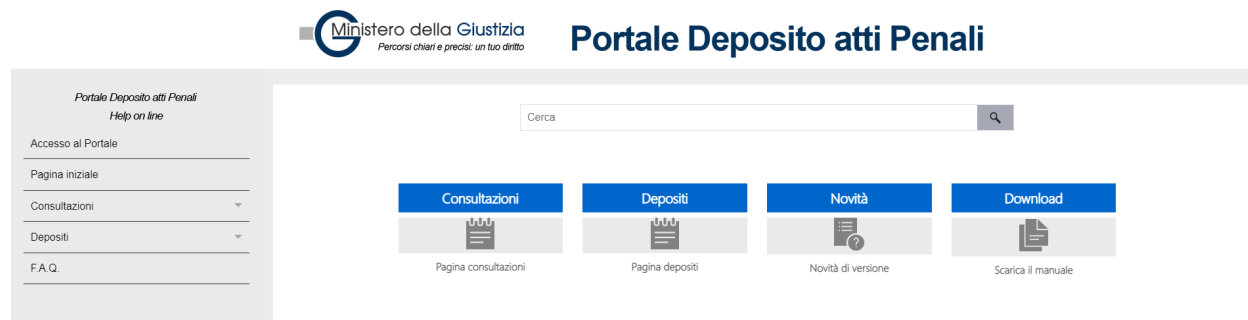 Ministero della Giustizia
Percorsi chiari e precisi: un tuo diritto
Portale Deposito atti Penali
Portale Deposito atti Penali
Help on line
Accesso al Portale
Pagina iniziale
Consultazioni
Depositi
F.A.Q.
Cerca
Consultazioni
Depositi
Novità
Download
Pagina consultazioni
Pagina depositi
Novità di versione
Scarica il manuale